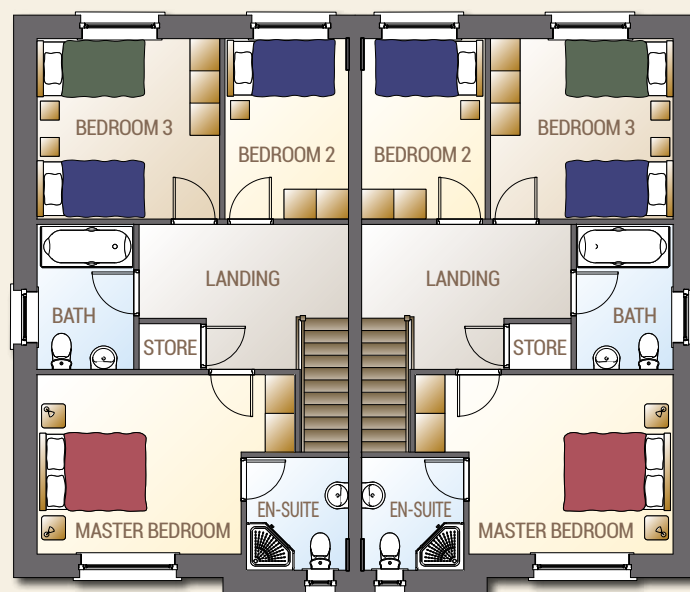 BEDROOM 3
BEDROOM 2
BEDROOM 2
BEDROOM 3
LANDING
LANDING
BATH
BATH
STORE
STORE
EN-SUITE
EN-SUITE
MASTER BEDROOM
MASTER BEDROOM